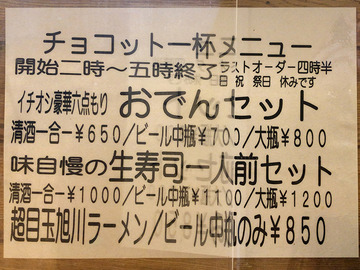 チョコット一杯メニュー
開始二時～五時終了 ラストオーダー四時半
日 祝 祭日 休みです
イチオシ豪華六点もり おでんセット
清酒一合￥650/ビール中瓶￥700/大瓶￥800
味自慢の生寿司一人前セット
清酒一合￥1000/ビール中瓶￥1100/大瓶￥1200
超目玉旭川ラーメン/ビール中瓶のみ￥850